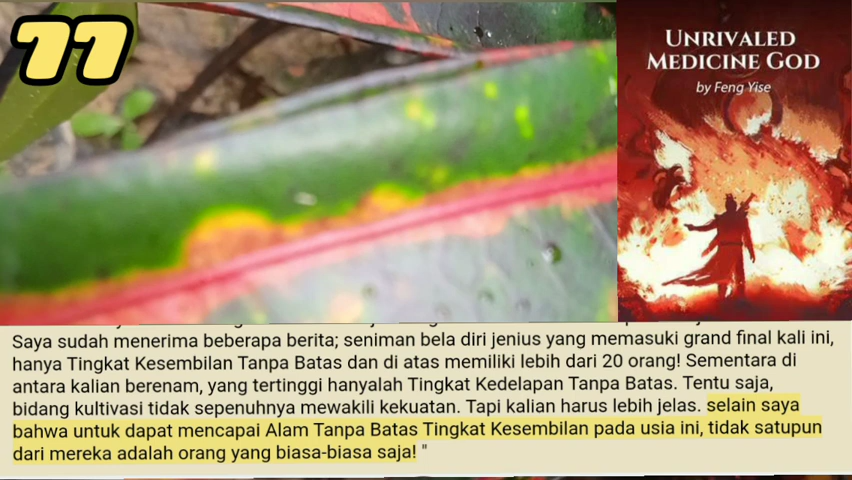 77
UNRIVALED
MEDICINE GOD
by Feng Yise
Saya sudah menerima beberapa berita; seniman bela diri jenius yang memasuki grand final kali ini,
hanya Tingkat Kesembilan Tanpa Batas dan di atas memiliki lebih dari 20 orang! Sementara di
antara kalian berenam, yang tertinggi hanyalah Tingkat Kedelapan Tanpa Batas. Tentu saja,
bidang kultivasi tidak sepenuhnya mewakili kekuatan. Tapi kalian harus lebih jelas. selain saya
bahwa untuk dapat mencapai Alam Tanpa Batas Tingkat Kesembilan pada usia ini, tidak satupun
dari mereka adalah orang yang biasa-biasa saja! "